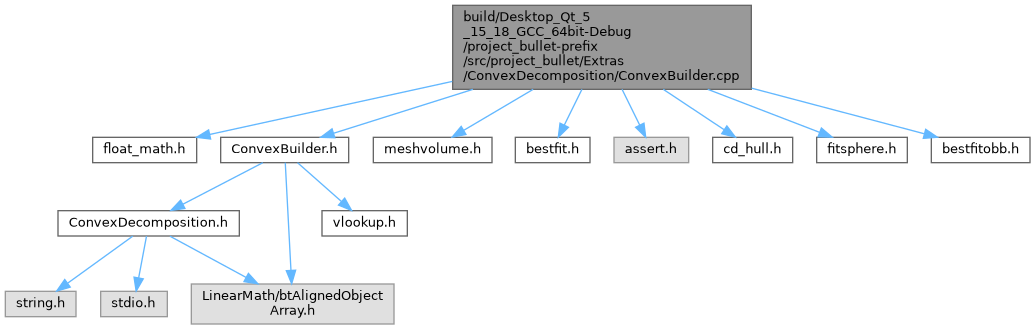 build/Desktop_Qt_5
_15_18_GCC_64bit-Debug
/project_bullet-prefix
/src/project_bullet/Extras
/ConvexDecomposition/ConvexBuilder.cpp
float_math.h
ConvexBuilder.h
meshvolume.h
bestfit.h
assert.h
cd_hull.h
fitsphere.h
bestfitobb.h
ConvexDecomposition.h
vlookup.h
string.h
stdio.h
LinearMath/btAlignedObject
Array.h